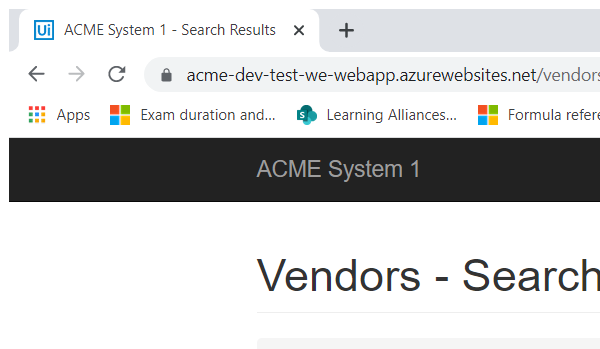 Ui ACME System 1 - Search Results
acme-dev-test-we-webapp.azurewebsites.net/vendors
Apps Exam duration and... Learning Alliances... Formula refere
ACME System 1
Vendors - Search